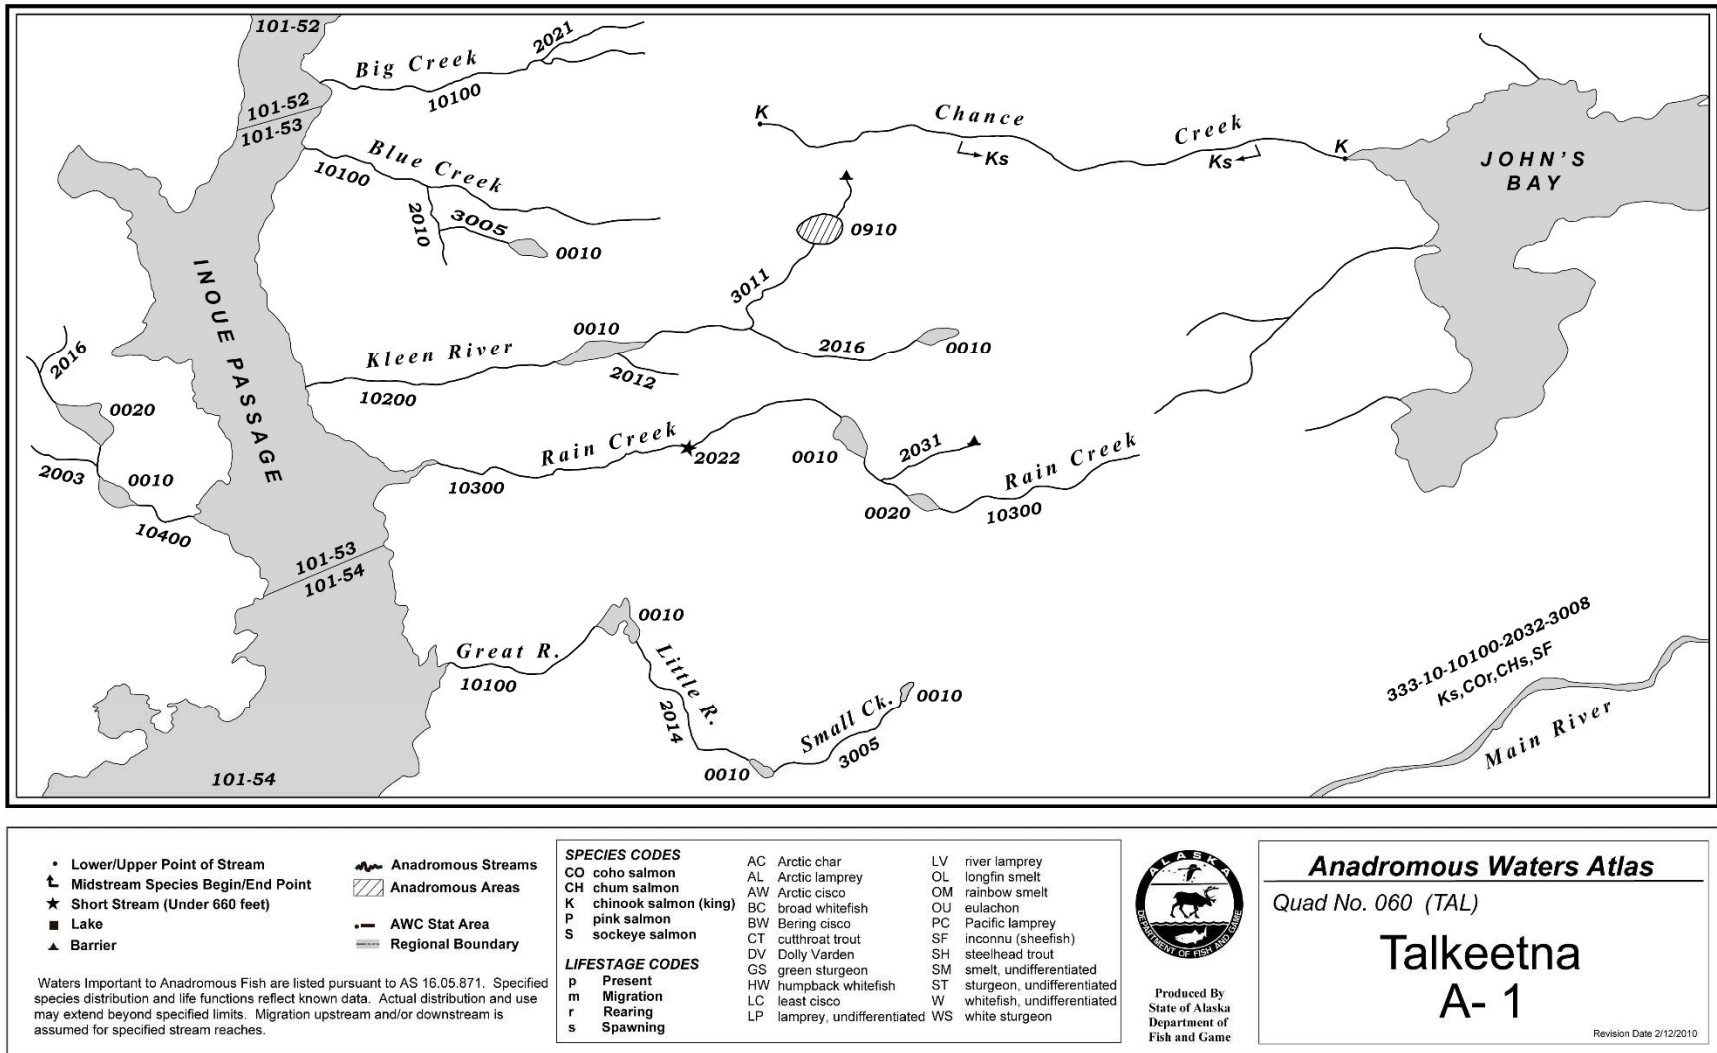 101-52
Big Creek
2021
10100
101-52
101-53
Blue Creek
10100
2010
3005
0010
K
Chance Creek
K
Ks
Ks
JOHN'S
BAY
0910
3011
INOUE PASSAGE
0010
Kleen River
10200
2012
2016
0010
2016
0020
2003
0010
10400
Rain Creek
10300
2022
0010
2031
0020
Rain Creek
10300
101-53
101-54
Great R.
10100
0010
Little R.
2014
0010
Small Ck.
3005
0010
333-10-10100-2032-3008
Ks,COr,CHs,SF
Main River
101-54
Lower/Upper Point of Stream
Midstream Species Begin/End Point
Short Stream (Under 660 feet)
Lake
Barrier
Anadromous Streams
Anadromous Areas
AWC Stat Area
Regional Boundary
Waters Important to Anadromous Fish are listed pursuant to AS 16.05.871. Specified
species distribution and life functions reflect known data. Actual distribution and use
may extend beyond specified limits. Migration upstream and/or downstream is
assumed for specified stream reaches.
SPECIES CODES
CO coho salmon
CH chum salmon
K chinook salmon (king)
P pink salmon
S sockeye salmon
LIFESTAGE CODES
p Present
m Migration
r Rearing
s Spawning
AC Arctic char
AL Arctic lamprey
AW Arctic cisco
BC broad whitefish
BW Bering cisco
CT cutthroat trout
DV Dolly Varden
GS green sturgeon
HW humpback whitefish
LC least cisco
LP lamprey, undifferentiated
LV river lamprey
OL longfin smelt
OM rainbow smelt
OU eulachon
PC Pacific lamprey
SF inconnu (sheefish)
SH steelhead trout
SM smelt, undifferentiated
ST sturgeon, undifferentiated
W whitefish, undifferentiated
WS white sturgeon
ALASKA
DEPARTMENT OF FISH AND GAME
Produced By
State of Alaska
Department of
Fish and Game
Anadromous Waters Atlas
Quad No. 060 (TAL)
Talkeetna
A- 1
Revision Date 2/12/2010